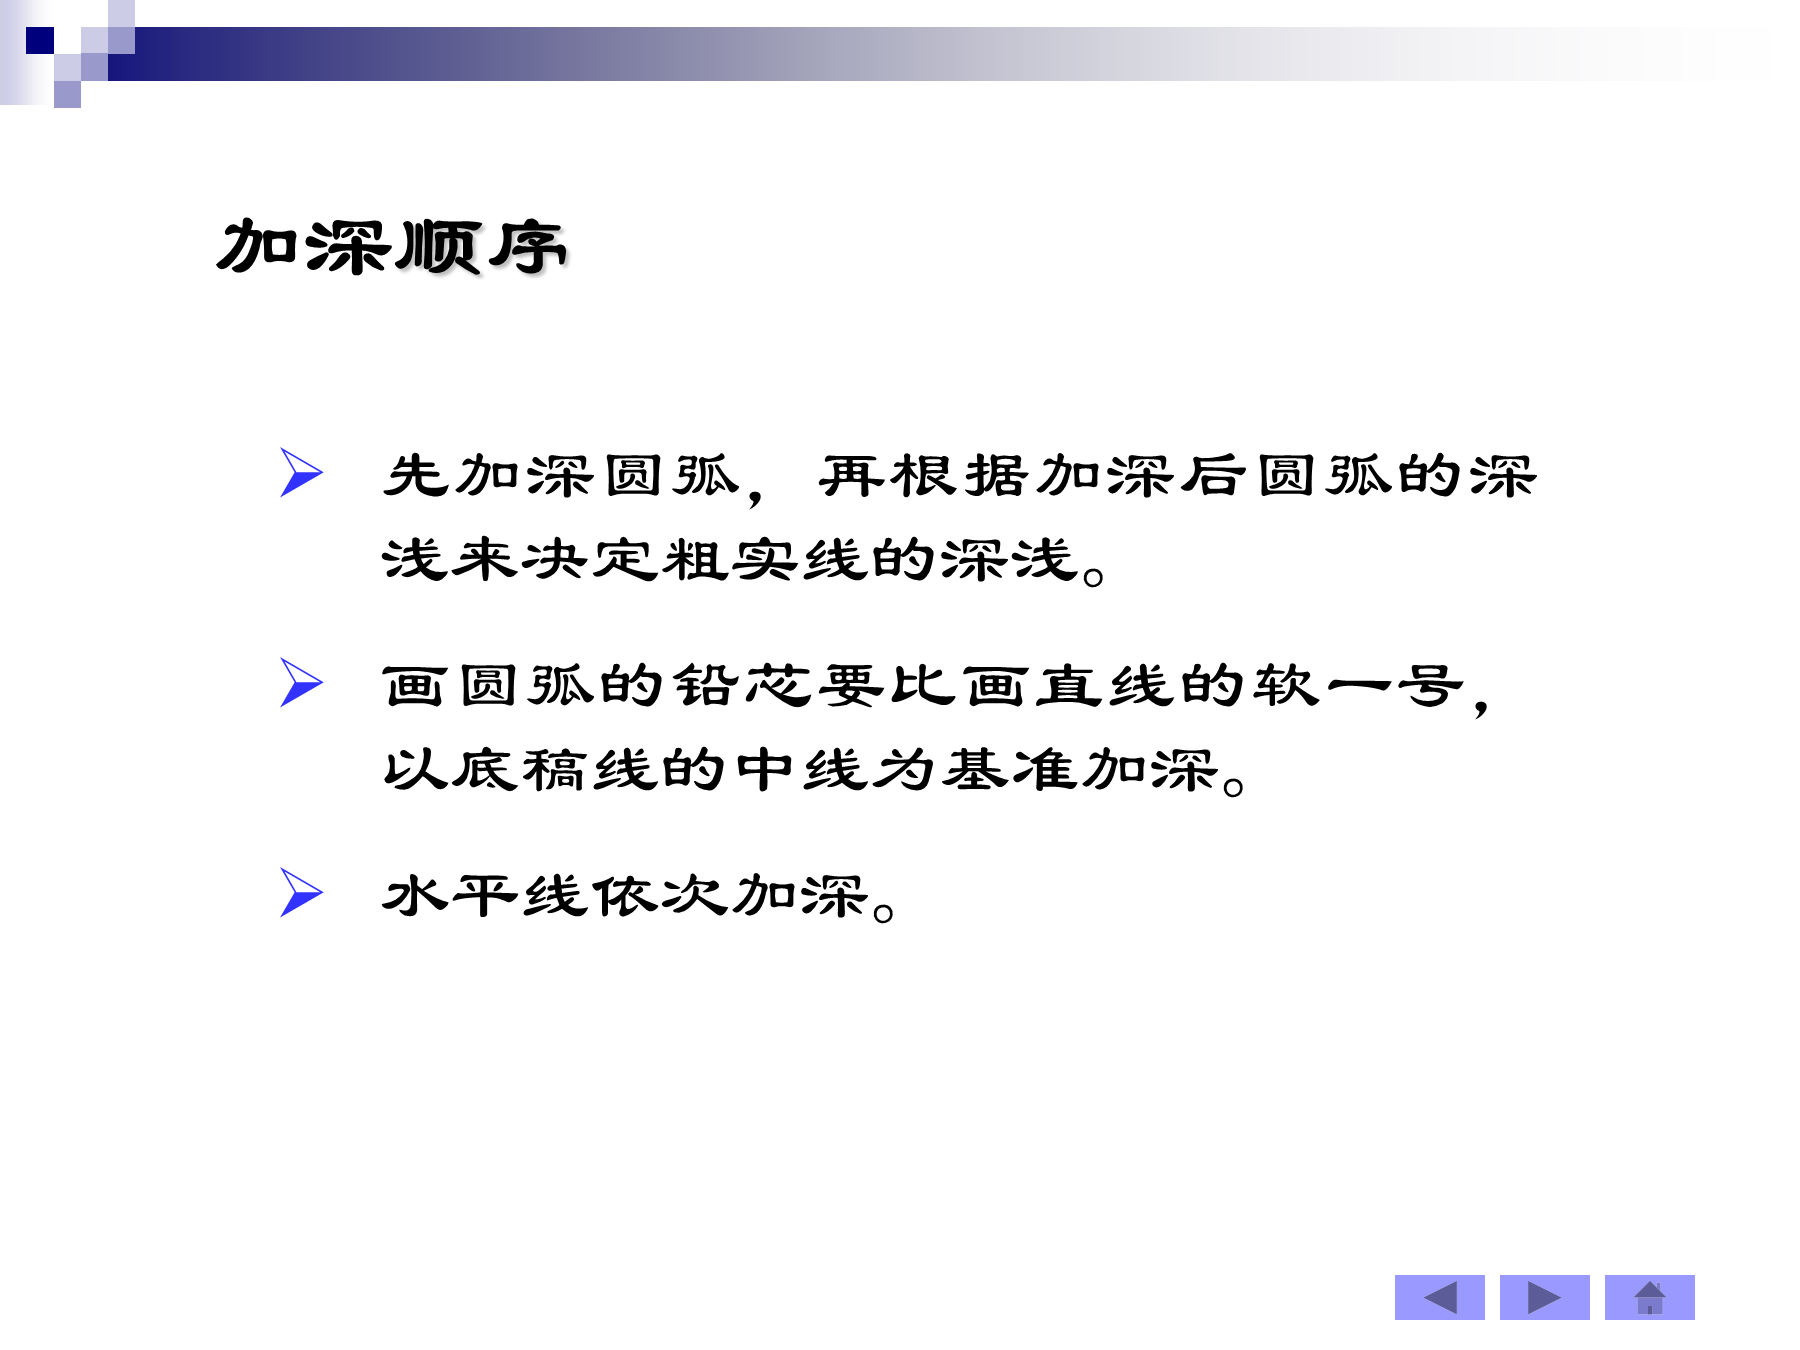 加深顺序
先加深圆弧，再根据加深后圆弧的深
浅来决定粗实线的深浅。
画圆弧的铅芯要比画直线的软一号，
以底稿线的中线为基准加深。
水平线依次加深。